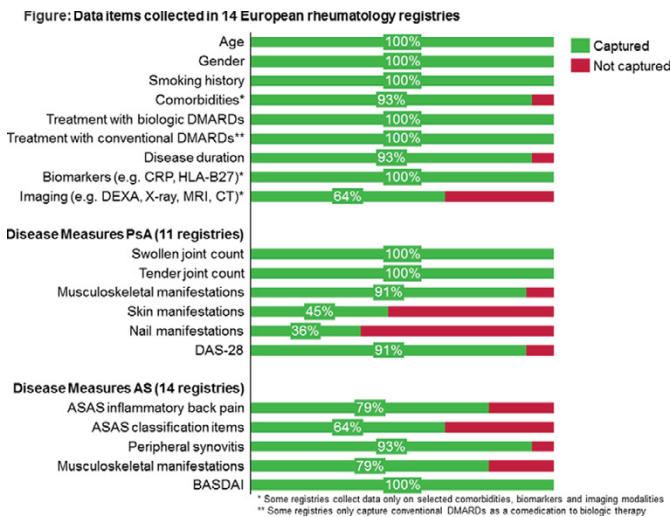 Figure: Data items collected in 14 European rheumatology registries
Captured
Not captured
Age 100%
Gender 100%
Smoking history 100%
Comorbidities* 93%
Treatment with biologic DMARDs 100%
Treatment with conventional DMARDs** 100%
Disease duration 93%
Biomarkers (e.g. CRP, HLA-B27)* 100%
Imaging (e.g. DEXA, X-ray, MRI, CT)* 64%
Disease Measures PsA (11 registries)
Swollen joint count 100%
Tender joint count 100%
Musculoskeletal manifestations 91%
Skin manifestations 45%
Nail manifestations 36%
DAS-28 91%
Disease Measures AS (14 registries)
ASAS inflammatory back pain 79%
ASAS classification items 64%
Peripheral synovitis 93%
Musculoskeletal manifestations 79%
BASDAI 100%
* Some registries collect data only on selected comorbidities, biomarkers and imaging modalities
** Some registries only capture conventional DMARDs as a comedication to biologic therapy